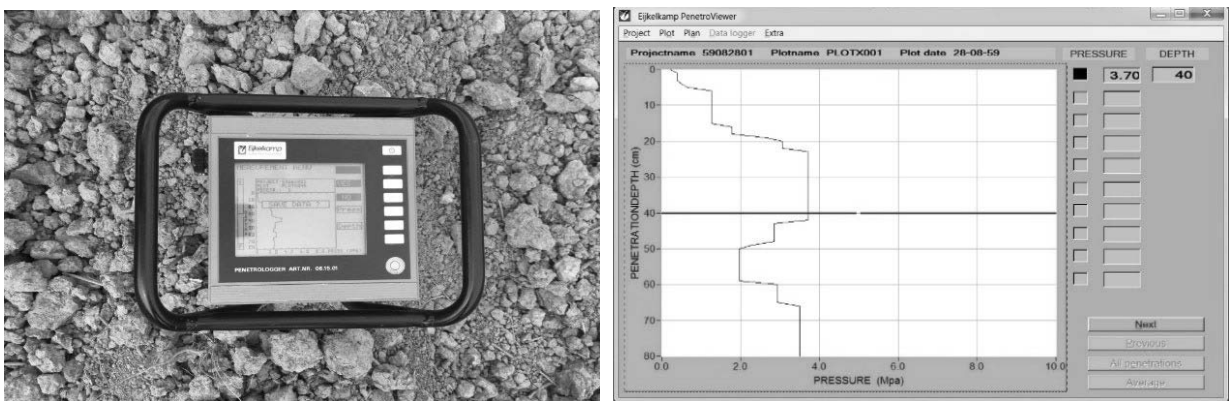 Eijkelkamp
SAVE DATA ?
PENETROLOGGER ART.NR. 06.15.01
Eijkelkamp PenetroViewer
Project Plot Plan Data logger Extra
Projectname 59082801 Plotname PLOTX001 Plot date 28-08-59
PRESSURE DEPTH
3.70 40
0
10
20
30
40
50
60
70
80
PENETRATIONDEPTH (cm)
0.0 2.0 4.0 6.0 8.0 10.0
PRESSURE (Mpa)
Next
Previous
All penetrations
Average